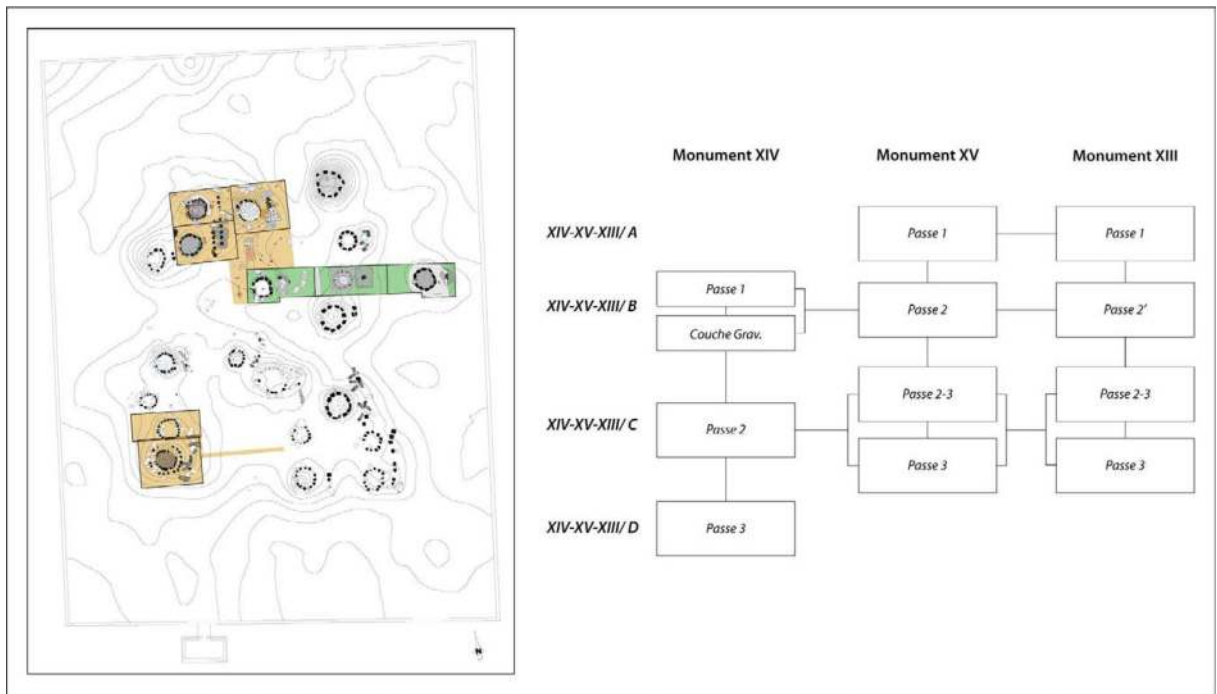 Monument XIV Monument XV Monument XIII
XIV-XV-XIII/ A Passe 1 Passe 1
XIV-XV-XIII/ B Passe 1 Passe 2 Passe 2'
Couche Grav.
Passe 2-3 Passe 2-3
XIV-XV-XIII/ C Passe 2
Passe 3 Passe 3
XIV-XV-XIII/ D Passe 3
N